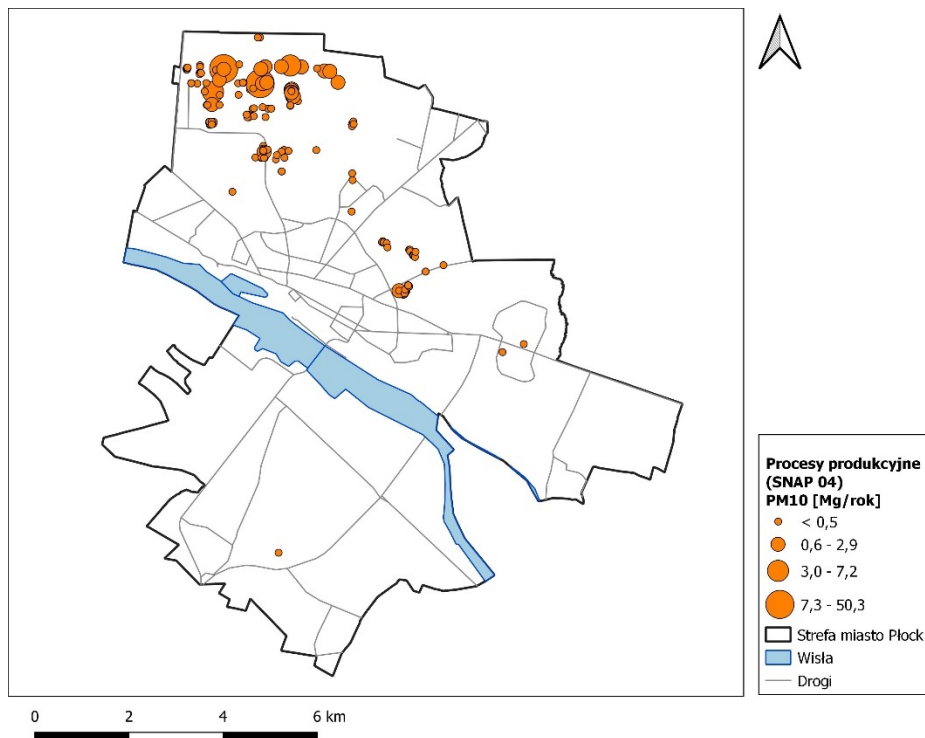 Procesy produkcyjne
(SNAP 04)
PM10 [Mg/rok]
< 0,5
0,6 - 2,9
3,0 - 7,2
7,3 - 50,3
Strefa miasto Płock
Wisła
Drogi
0 2 4 6 km